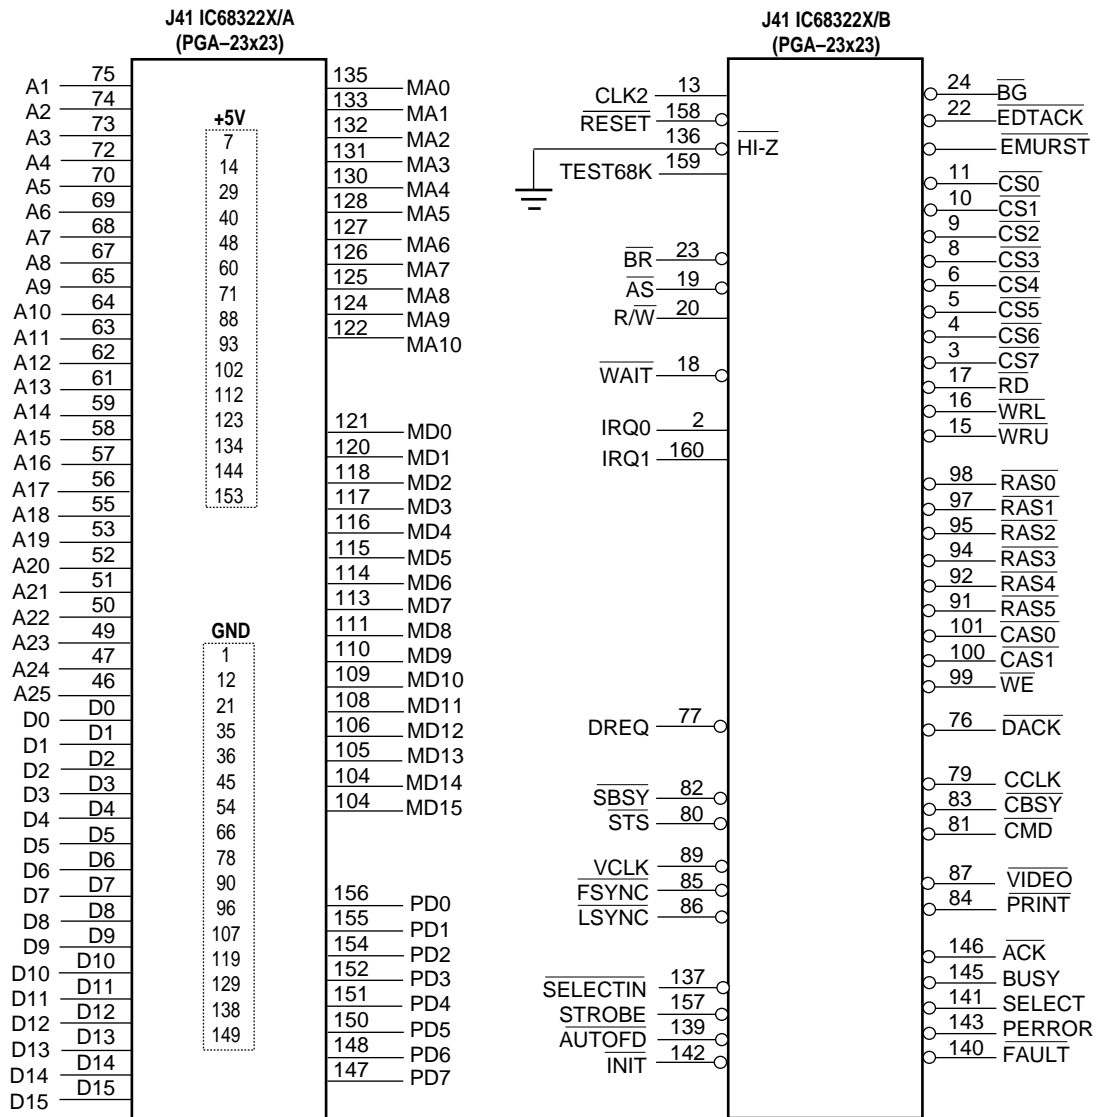 J41 IC68322X/A
(PGA–23x23)
A1 75
A2 74
A3 73
A4 72
A5 70
A6 69
A7 68
A8 67
A9 65
A10 64
A11 63
A12 62
A13 61
A14 59
A15 58
A16 57
A17 56
A18 55
A19 53
A20 52
A21 51
A22 50
A23 49
A24 47
A25 46
D0 D0
D1 D1
D2 D2
D3 D3
D4 D4
D5 D5
D6 D6
D7 D7
D8 D8
D9 D9
D10 D10
D11 D11
D12 D12
D13 D13
D14 D14
D15 D15
+5V
7
14
29
40
48
60
71
88
93
102
112
123
134
144
153
GND
1
12
21
35
36
45
54
66
78
90
96
107
119
129
138
149
135 MA0
133 MA1
132 MA2
131 MA3
130 MA4
128 MA5
127 MA6
126 MA7
125 MA8
124 MA9
122 MA10
121 MD0
120 MD1
118 MD2
117 MD3
116 MD4
115 MD5
114 MD6
113 MD7
111 MD8
110 MD9
109 MD10
108 MD11
106 MD12
105 MD13
104 MD14
104 MD15
156 PD0
155 PD1
154 PD2
152 PD3
151 PD4
150 PD5
148 PD6
147 PD7
J41 IC68322X/B
(PGA–23x23)
CLK2 13
RESET 158
136 HI-Z
TEST68K 159
BR 23
AS 19
R/W 20
WAIT 18
IRQ0 2
IRQ1 160
DREQ 77
SBSY 82
STS 80
VCLK 89
FSYNC 85
LSYNC 86
SELECTIN 137
STROBE 157
AUTOFD 139
INIT 142
24 BG
22 EDTACK
EMURST
11 CS0
10 CS1
9 CS2
8 CS3
6 CS4
5 CS5
4 CS6
3 CS7
17 RD
16 WRL
15 WRU
98 RAS0
97 RAS1
95 RAS2
94 RAS3
92 RAS4
91 RAS5
101 CAS0
100 CAS1
99 WE
76 DACK
79 CCLK
83 CBSY
81 CMD
87 VIDEO
84 PRINT
146 ACK
145 BUSY
141 SELECT
143 PERROR
140 FAULT